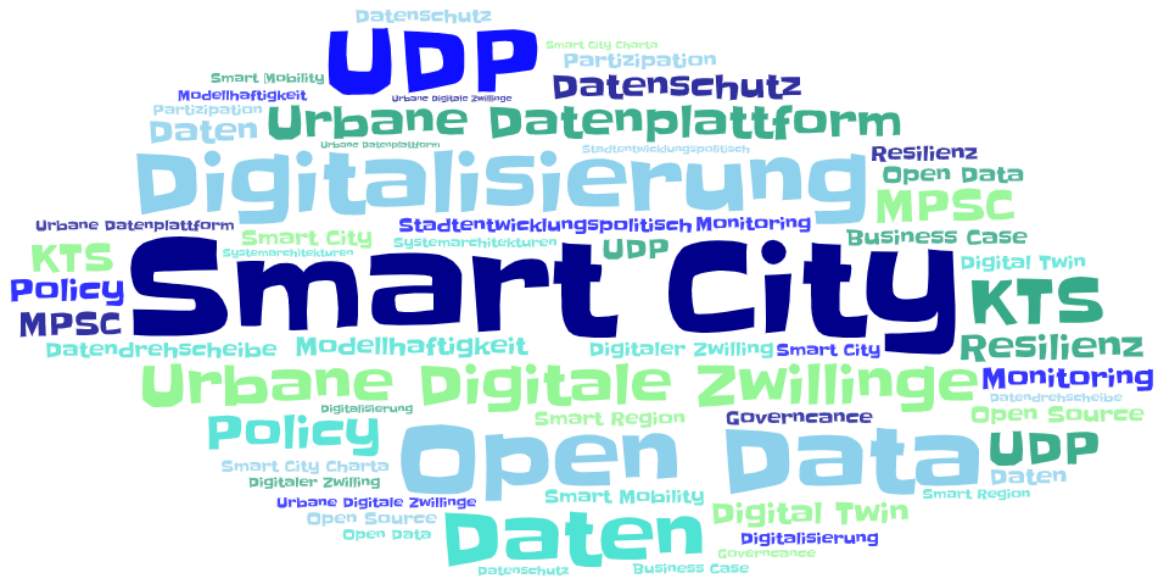 Datenschutz
UDP
Smart City Charta
Partizipation
Smart Mobility
Datenschutz
Modellhaftigkeit
Urbane Digitale Zwillinge
Partizipation
Urbane Datenplattform
Daten
Urbane Datenplattform
Stadtentwicklungspolitisch
Resilienz
Digitalisierung
Open Data
MPSC
Urbane Datenplattform
Stadtentwicklungspolitisch
Monitoring
Smart City
Systemarchitekturen
UDP
Business Case
KTS
Systemarchitekturen
Digital Twin
Policy
Smart City
KTS
MPSC
Datendrehscheibe
Modellhaftigkeit
Digitaler Zwilling
Smart City
Resilienz
Urbane Digitale Zwillinge
Monitoring
Datendrehscheibe
Digitalisierung
Smart Region
Governcance
Open Source
Policy
Open Data
UDP
Smart City Charta
Daten
Digitaler Zwilling
Urbane Digitale Zwillinge
Smart Mobility
Smart Region
Open Source
Daten
Digital Twin
Open Data
Digitalisierung
Governcance
Datenschutz
Business Case